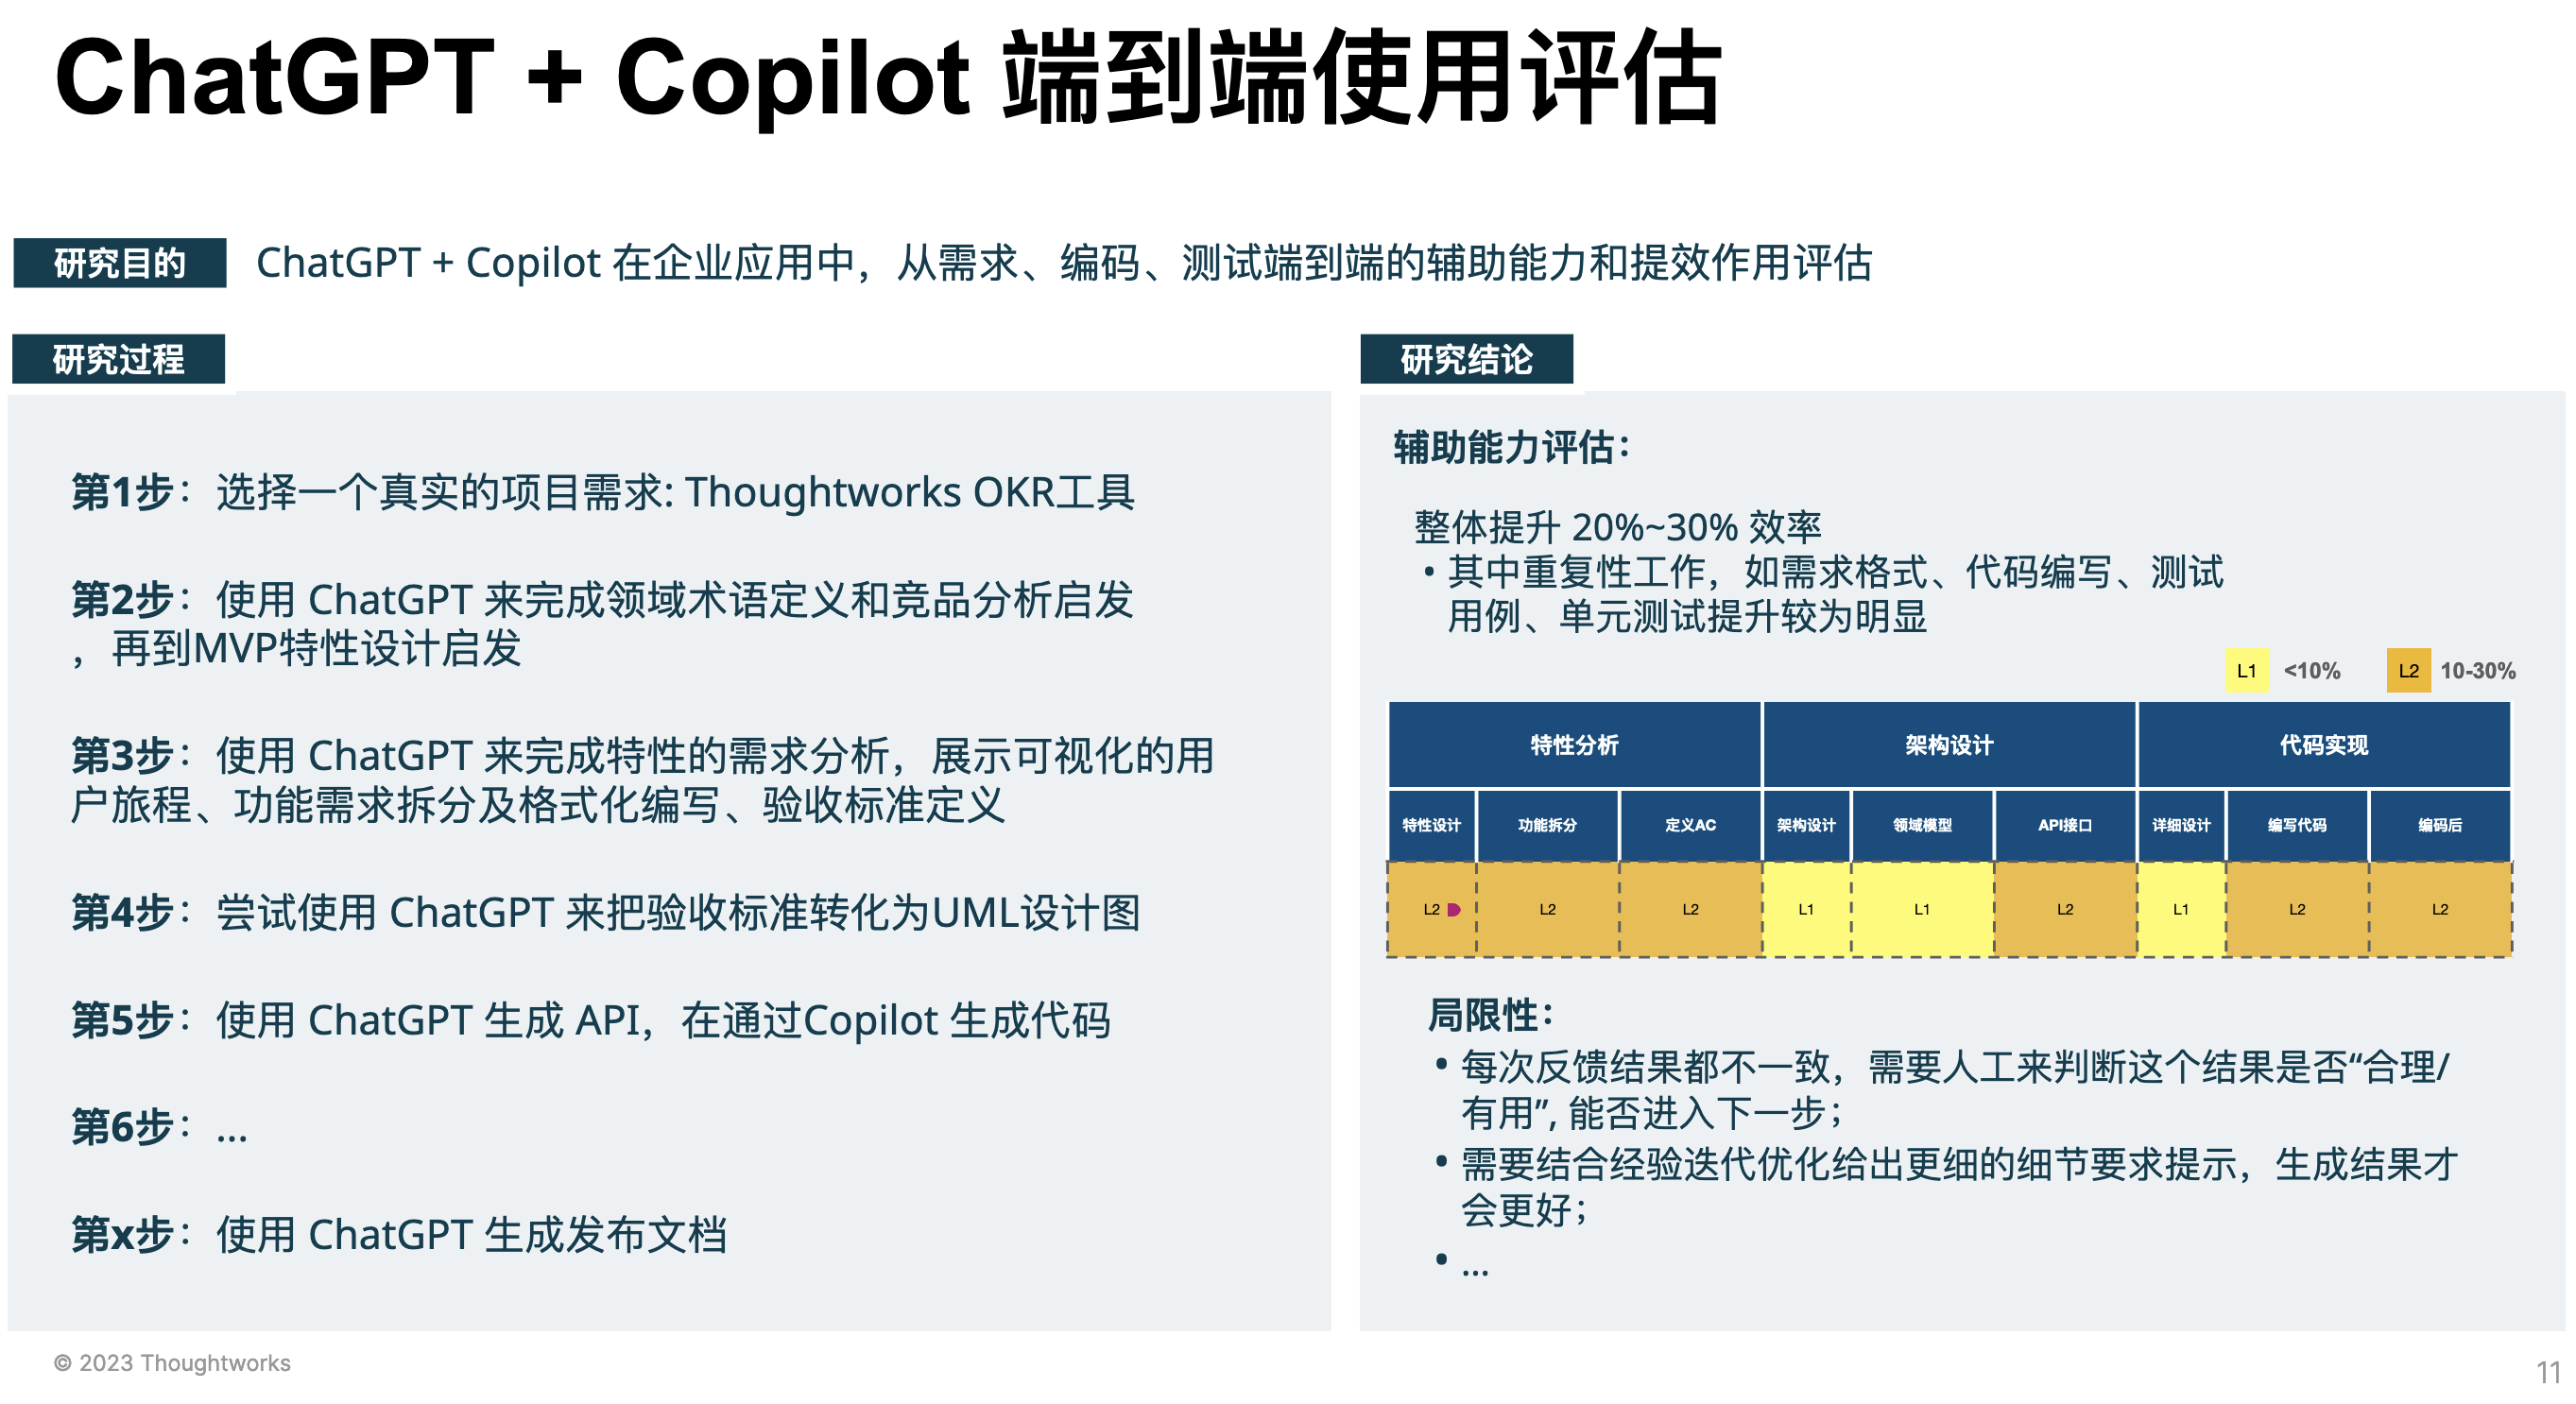 ChatGPT + Copilot 端到端使用评估
研究目的
ChatGPT + Copilot 在企业应用中，从需求、编码、测试端到端的辅助能力和提效作用评估
研究过程
第1步：选择一个真实的项目需求: Thoughtworks OKR工具
第2步：使用 ChatGPT 来完成领域术语定义和竞品分析启发
，再到MVP特性设计启发
第3步：使用 ChatGPT 来完成特性的需求分析，展示可视化的用
户旅程、功能需求拆分及格式化编写、验收标准定义
第4步：尝试使用 ChatGPT 来把验收标准转化为UML设计图
第5步：使用 ChatGPT 生成 API，在通过Copilot 生成代码
第6步：...
第x步：使用 ChatGPT 生成发布文档
研究结论
辅助能力评估：
整体提升 20%~30% 效率
• 其中重复性工作，如需求格式、代码编写、测试
用例、单元测试提升较为明显
L1 <10% L2 10-30%
特性分析 架构设计 代码实现
特性设计 功能拆分 定义AC 架构设计 领域模型 API接口 详细设计 编写代码 编码后
L2 L2 L2 L1 L1 L2 L1 L2 L2
局限性：
• 每次反馈结果都不一致，需要人工来判断这个结果是否“合理/
有用”, 能否进入下一步；
• 需要结合经验迭代优化给出更细的细节要求提示，生成结果才
会更好；
• ...
© 2023 Thoughtworks
11